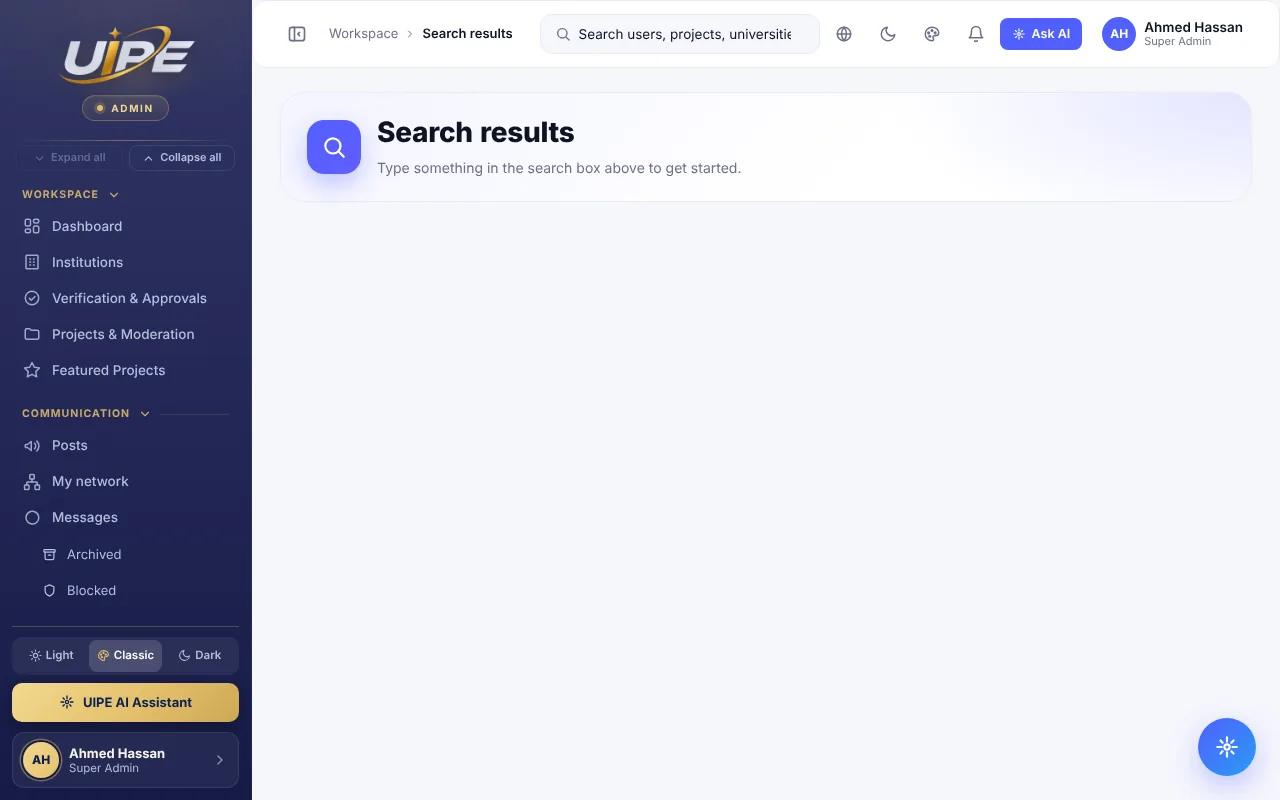 UIPE
ADMIN
Expand all
Collapse all
WORKSPACE
Dashboard
Institutions
Verification & Approvals
Projects & Moderation
Featured Projects
COMMUNICATION
Posts
My network
Messages
Archived
Blocked
Light
Classic
Dark
UIPE AI Assistant
AH
Ahmed Hassan
Super Admin
Workspace > Search results
Search users, projects, universitie
Ask AI
AH
Ahmed Hassan
Super Admin
Search results
Type something in the search box above to get started.